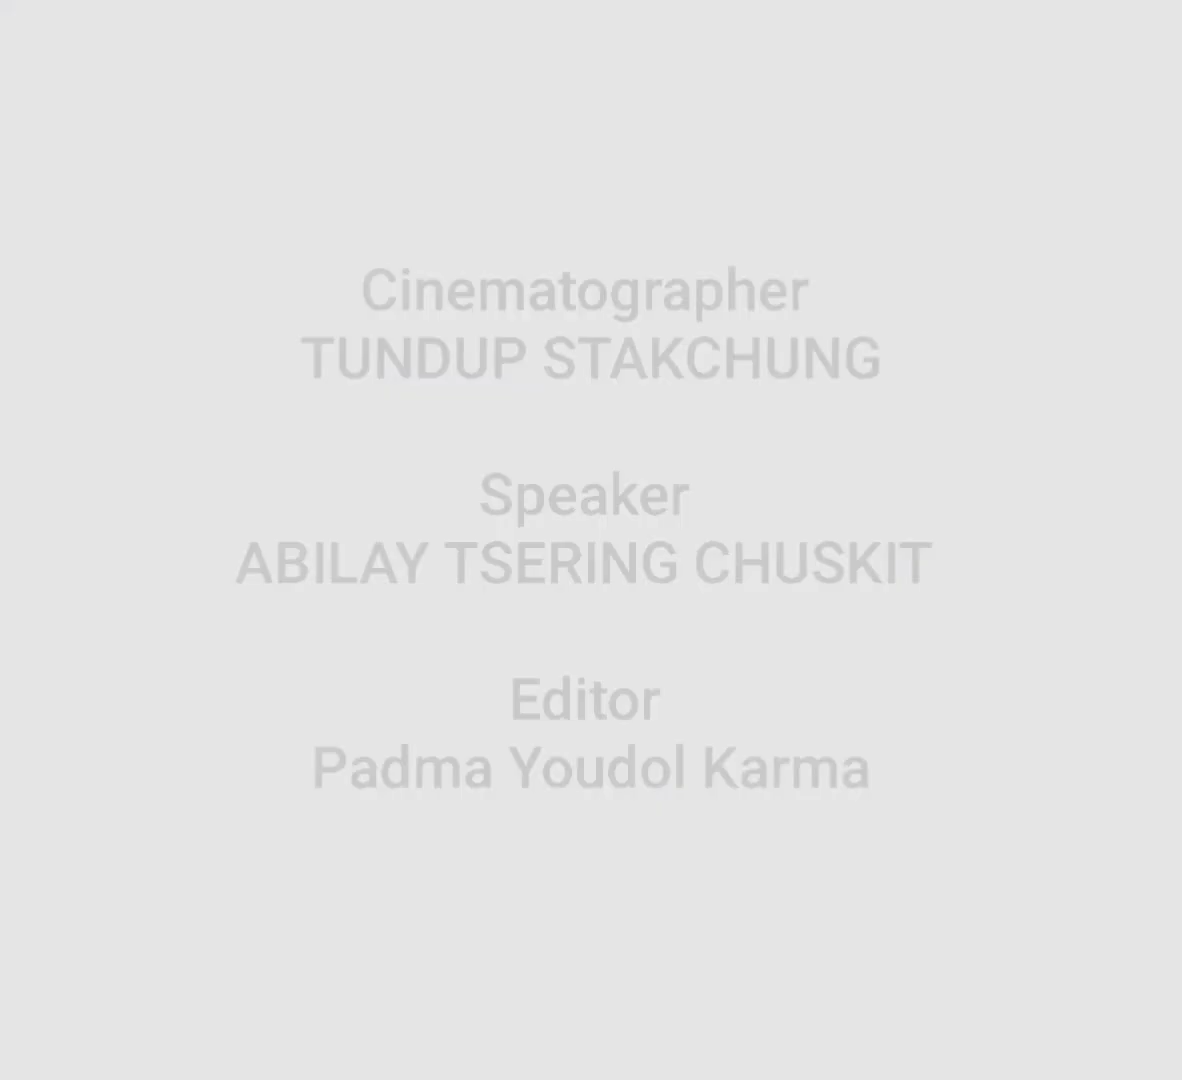 Cinematographer
TUNDUP STAKCHUNG
Speaker
ABILAY TSERING CHUSKIT
Editor
Padma Youdol Karma